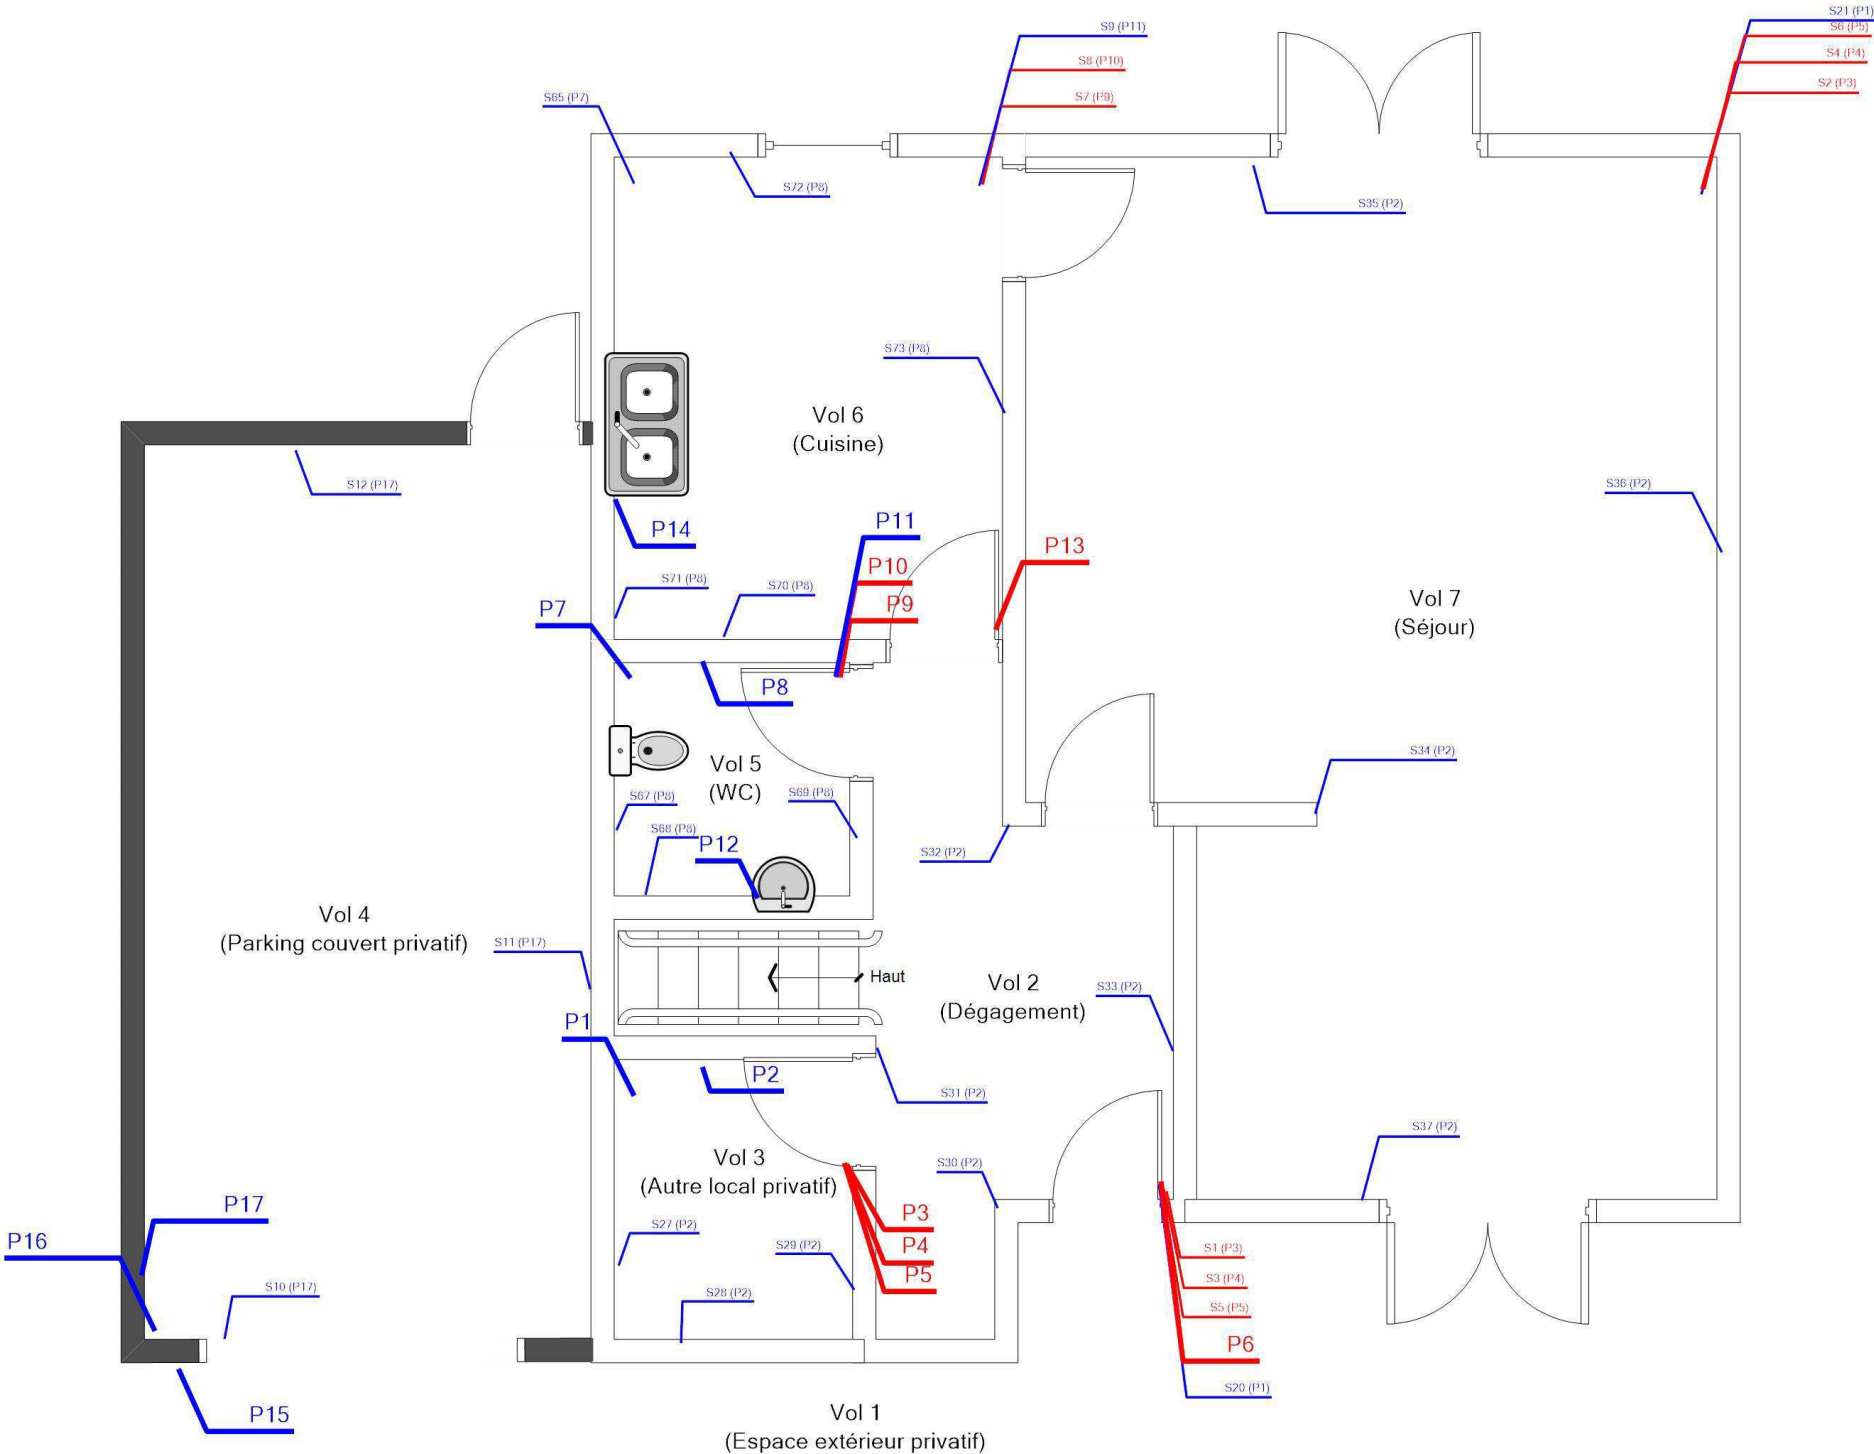 S21 (P1)
S6 (P5)
S4 (P4)
S2 (P3)
S9 (P11)
S8 (P10)
S7 (P9)
S65 (P7)
S72 (P8)
S35 (P2)
S73 (P8)
Vol 6
(Cuisine)
S12 (P17)
S36 (P2)
P14
P11
P10
P9
P13
S71 (P8)
S70 (P8)
P7
Vol 7
(Séjour)
P8
Vol 5
(WC)
S67 (P8)
S69 (P8)
S68 (P8)
P12
S34 (P2)
S32 (P2)
Vol 4
(Parking couvert privatif)
S11 (P17)
Haut
Vol 2
(Dégagement)
S33 (P2)
P1
P2
S31 (P2)
S37 (P2)
Vol 3
(Autre local privatif)
S30 (P2)
P17
P16
S27 (P2)
S29 (P2)
P3
P4
P5
S10 (P17)
S28 (P2)
S1 (P3)
S3 (P4)
S5 (P5)
P6
S20 (P1)
P15
Vol 1
(Espace extérieur privatif)